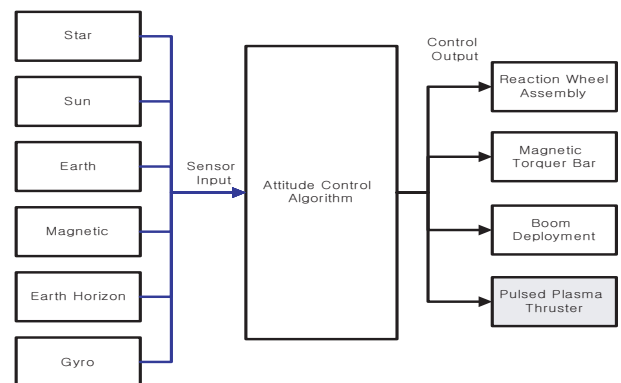 Star
Sun
Earth
Magnetic
Earth Horizon
Gyro
Sensor
Input
Attitude Control
Algorithm
Control
Output
Reaction Wheel
Assembly
Magnetic
Torquer Bar
Boom
Deployment
Pulsed Plasma
Thruster